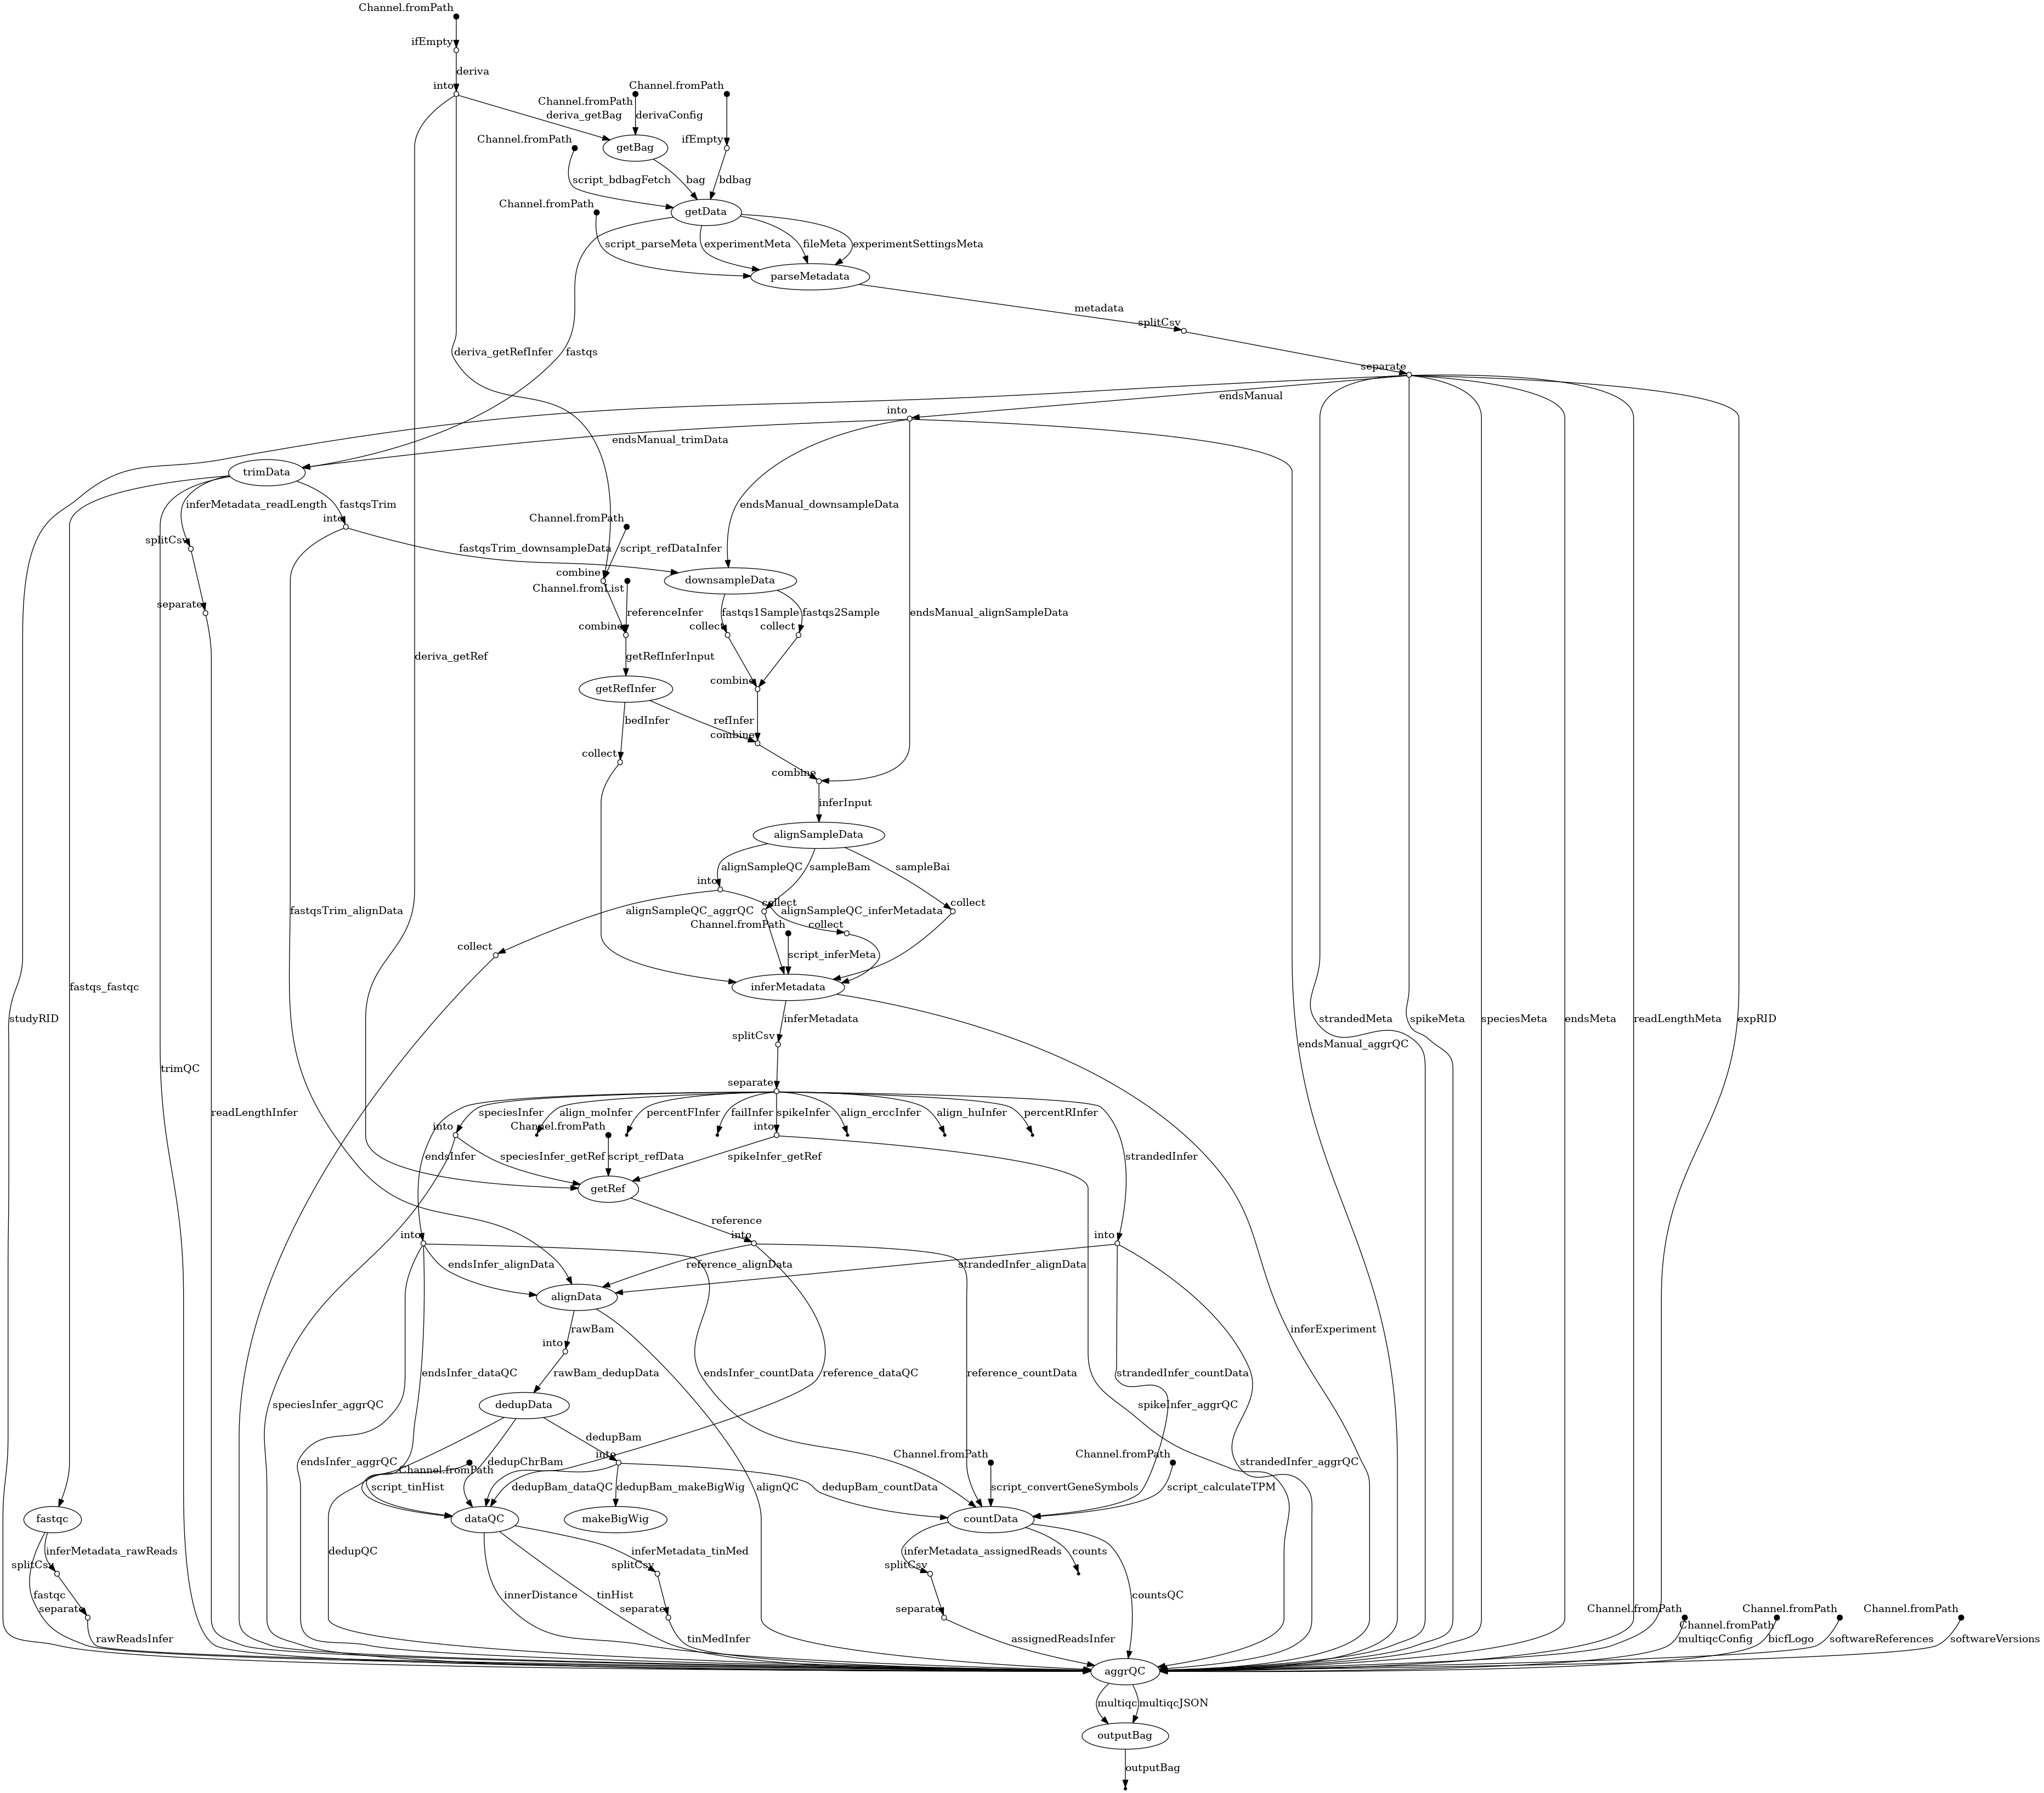 Channel.fromPath
ifEmpty
deriva
into
Channel.fromPath
Channel.fromPath
deriva_getBag
derivaConfig
Channel.fromPath
getBag
ifEmpty
script_bdbagFetch
bag
bdbag
Channel.fromPath
getData
script_parseMeta
experimentMeta
fileMeta
experimentSettingsMeta
parseMetadata
metadata
splitCsv
deriva_getRefInfer
fastqs
separate
endsManual
into
endsManual_trimData
trimData
inferMetadata_readLength
fastqsTrim
endsManual_downsampleData
into
Channel.fromPath
splitCsv
fastqsTrim_downsampleData
script_refDataInfer
combine
downsampleData
Channel.fromList
separate
referenceInfer
fastqs1Sample
fastqs2Sample
endsManual_alignSampleData
combine
collect
collect
deriva_getRef
getRefInferInput
combine
getRefInfer
bedInfer
refInfer
combine
collect
combine
inferInput
alignSampleData
alignSampleQC
sampleBam
sampleBai
into
collect
collect
fastqsTrim_alignData
alignSampleQC_aggrQC
alignSampleQC_inferMetadata
Channel.fromPath
collect
collect
script_inferMeta
fastqs_fastqc
inferMetadata
studyRID
inferMetadata
strandedMeta
spikeMeta
speciesMeta
endsMeta
readLengthMeta
expRID
splitCsv
endsManual_aggrQC
trimQC
separate
readLengthInfer
speciesInfer
align_moInfer
percentFInfer
failInfer
spikeInfer
align_erccInfer
align_huInfer
percentRInfer
into
Channel.fromPath
into
endsInfer
speciesInfer_getRef
script_refData
spikeInfer_getRef
strandedInfer
getRef
reference
into
into
into
endsInfer_alignData
reference_alignData
strandedInfer_alignData
alignData
rawBam
inferExperiment
into
endsInfer_dataQC
rawBam_dedupData
endsInfer_countData
reference_dataQC
reference_countData
strandedInfer_countData
speciesInfer_aggrQC
dedupData
spikeInfer_aggrQC
dedupBam
into
Channel.fromPath
Channel.fromPath
endsInfer_aggrQC
Channel.fromPath
dedupChrBam
strandedInfer_aggrQC
script_tinHist
dedupBam_dataQC
dedupBam_makeBigWig
alignQC
dedupBam_countData
script_convertGeneSymbols
script_calculateTPM
fastqc
dataQC
makeBigWig
countData
inferMetadata_rawReads
dedupQC
inferMetadata_tinMed
inferMetadata_assignedReads
counts
splitCsv
splitCsv
splitCsv
fastqc
innerDistance
tinHist
countsQC
separate
separate
separate
Channel.fromPath
Channel.fromPath
Channel.fromPath
Channel.fromPath
rawReadsInfer
tinMedInfer
assignedReadsInfer
multiqcConfig
bicfLogo
softwareReferences
softwareVersions
aggrQC
multiqc
multiqcJSON
outputBag
outputBag